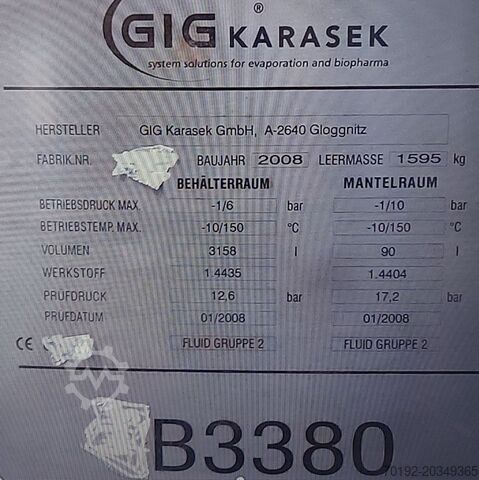 GIG KARASEK ®
system solutions for evaporation and biopharma
HERSTELLER GIG Karasek GmbH, A-2640 Gloggnitz
FABRIK.NR. BAUJAHR 2008 LEERMASSE 1595 kg
BEHÄLTERRAUM MANTELRAUM
BETRIEBSDRUCK MAX. -1/6 bar -1/10 bar
BETRIEBSTEMP. MAX. -10/150 °C -10/150 °C
VOLUMEN 3158 l 90 l
WERKSTOFF 1.4435 1.4404
PRÜFDRUCK 12,6 bar 17,2 bar
PRÜFDATUM 01/2008 01/2008
CE FLUID GRUPPE 2 FLUID GRUPPE 2
B3380
70192-20349365